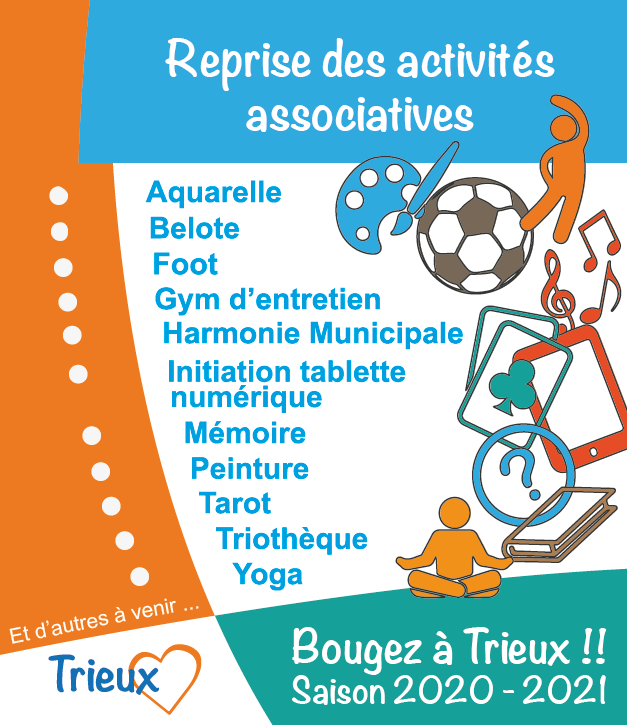 Reprise des activités
associatives
Aquarelle
Belote
Foot
Gym d'entretien
Harmonie Municipale
Initiation tablette
numérique
Mémoire
Peinture
Tarot
Triothèque
Yoga
Et d'autres à venir ...
Trieux
Bougez à Trieux !!
Saison 2020 - 2021
?